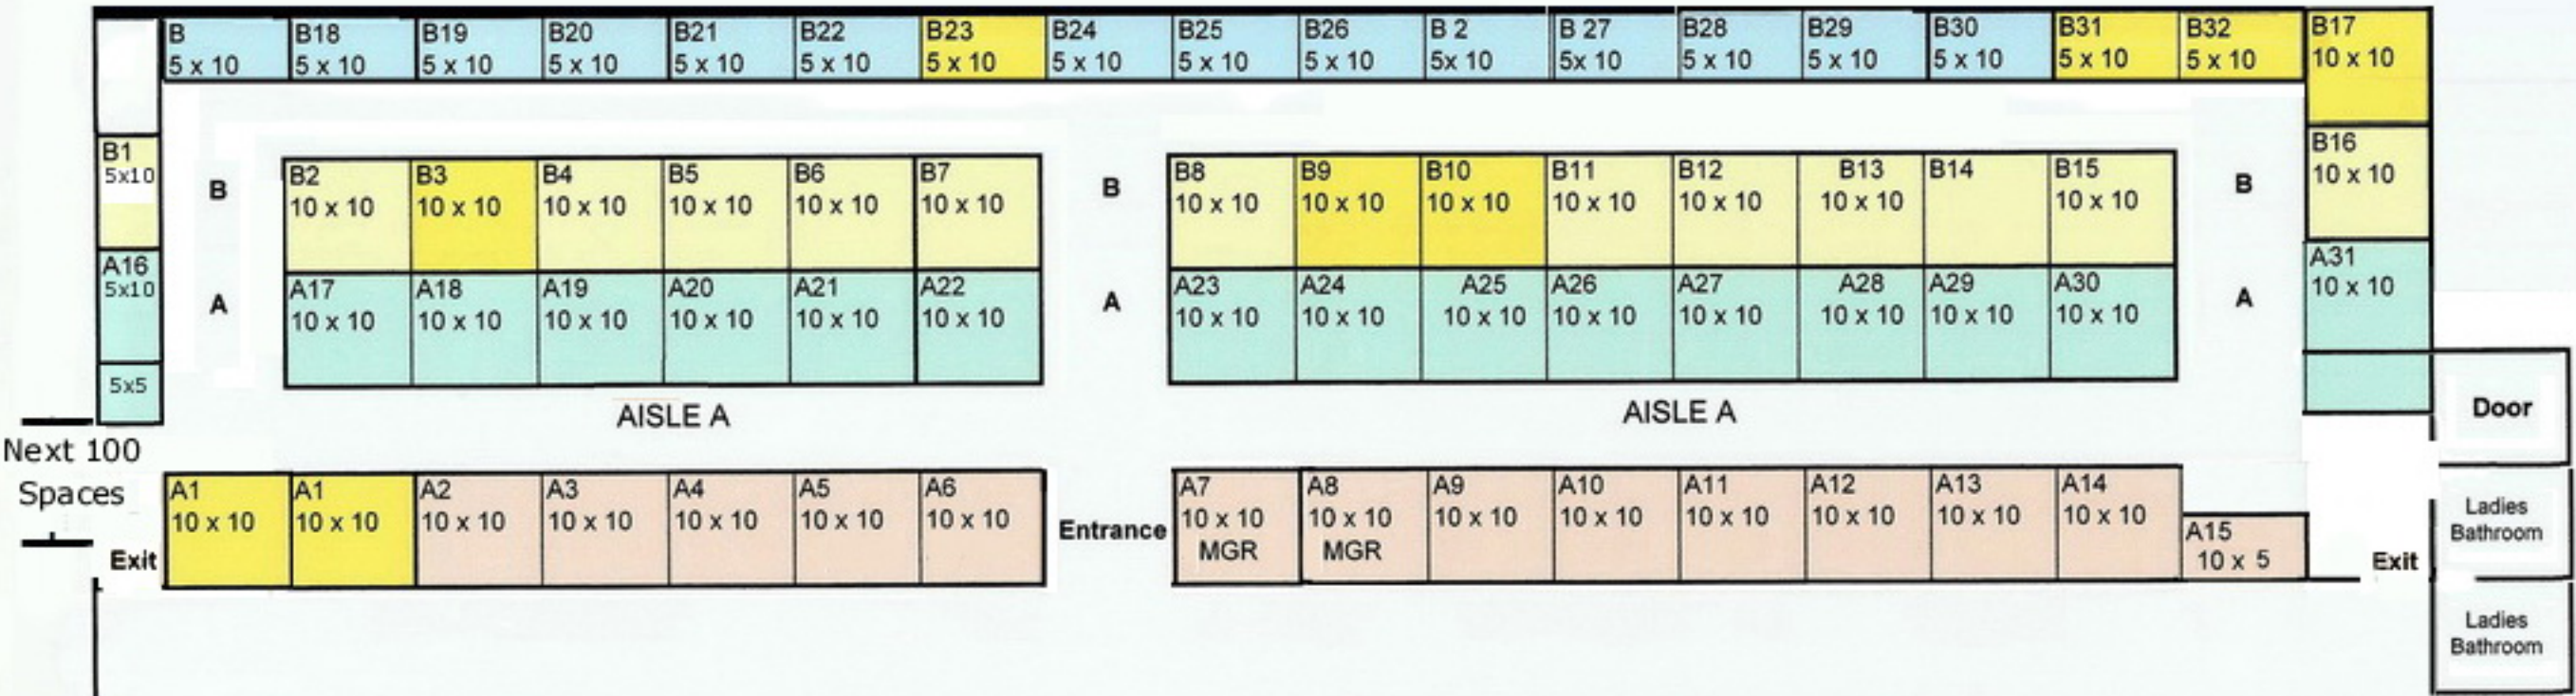 B
5 x 10
B18
5 x 10
B19
5 x 10
B20
5 x 10
B21
5 x 10
B22
5 x 10
B23
5 x 10
B24
5 x 10
B25
5 x 10
B26
5 x 10
B 2
5x 10
B 27
5x 10
B28
5 x 10
B29
5 x 10
B30
5 x 10
B31
5 x 10
B32
5 x 10
B17
10 x 10
B1
5x10
B
B2
10 x 10
B3
10 x 10
B4
10 x 10
B5
10 x 10
B6
10 x 10
B7
10 x 10
B
B8
10 x 10
B9
10 x 10
B10
10 x 10
B11
10 x 10
B12
10 x 10
B13
10 x 10
B14
B15
10 x 10
B
B16
10 x 10
A16
5x10
A
A17
10 x 10
A18
10 x 10
A19
10 x 10
A20
10 x 10
A21
10 x 10
A22
10 x 10
A
A23
10 x 10
A24
10 x 10
A25
10 x 10
A26
10 x 10
A27
10 x 10
A28
10 x 10
A29
10 x 10
A30
10 x 10
A
A31
10 x 10
5x5
AISLE A
AISLE A
Door
Next 100
Spaces
Exit
A1
10 x 10
A1
10 x 10
A2
10 x 10
A3
10 x 10
A4
10 x 10
A5
10 x 10
A6
10 x 10
Entrance
A7
10 x 10
MGR
A8
10 x 10
MGR
A9
10 x 10
A10
10 x 10
A11
10 x 10
A12
10 x 10
A13
10 x 10
A14
10 x 10
A15
10 x 5
Exit
Ladies
Bathroom
Ladies
Bathroom